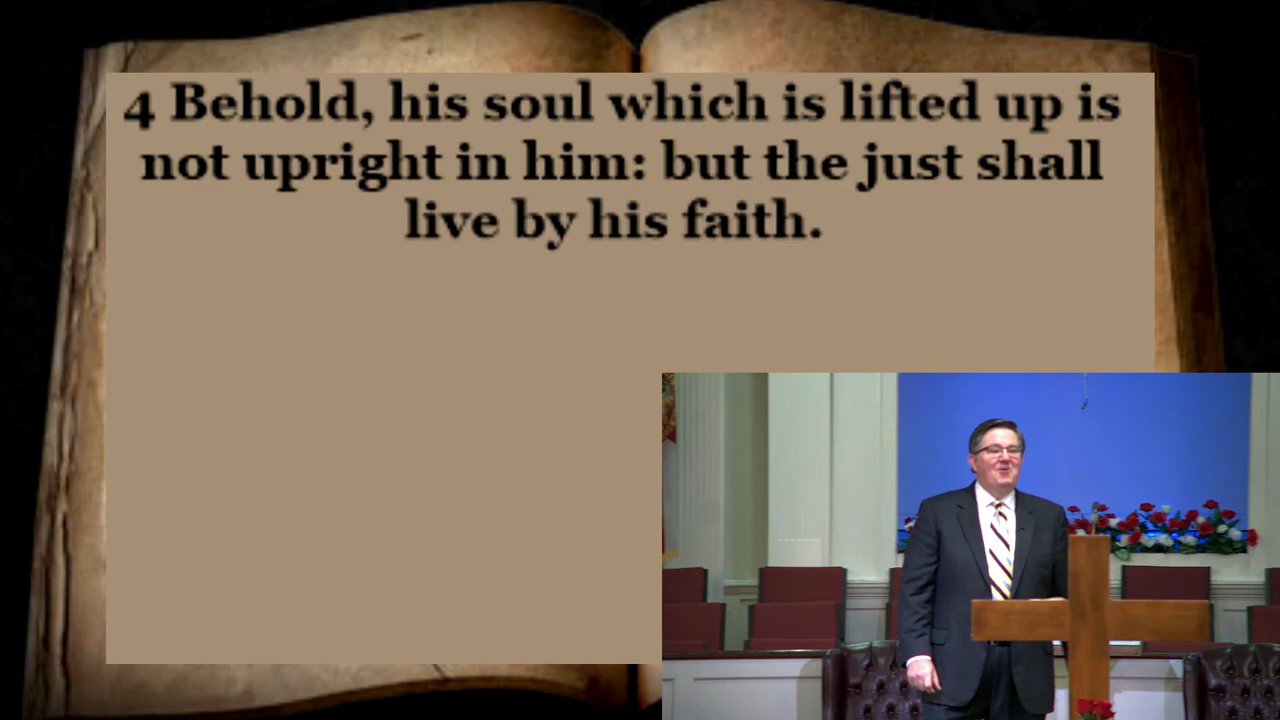 4 Behold, his soul which is lifted up is
not upright in him: but the just shall
live by his faith.